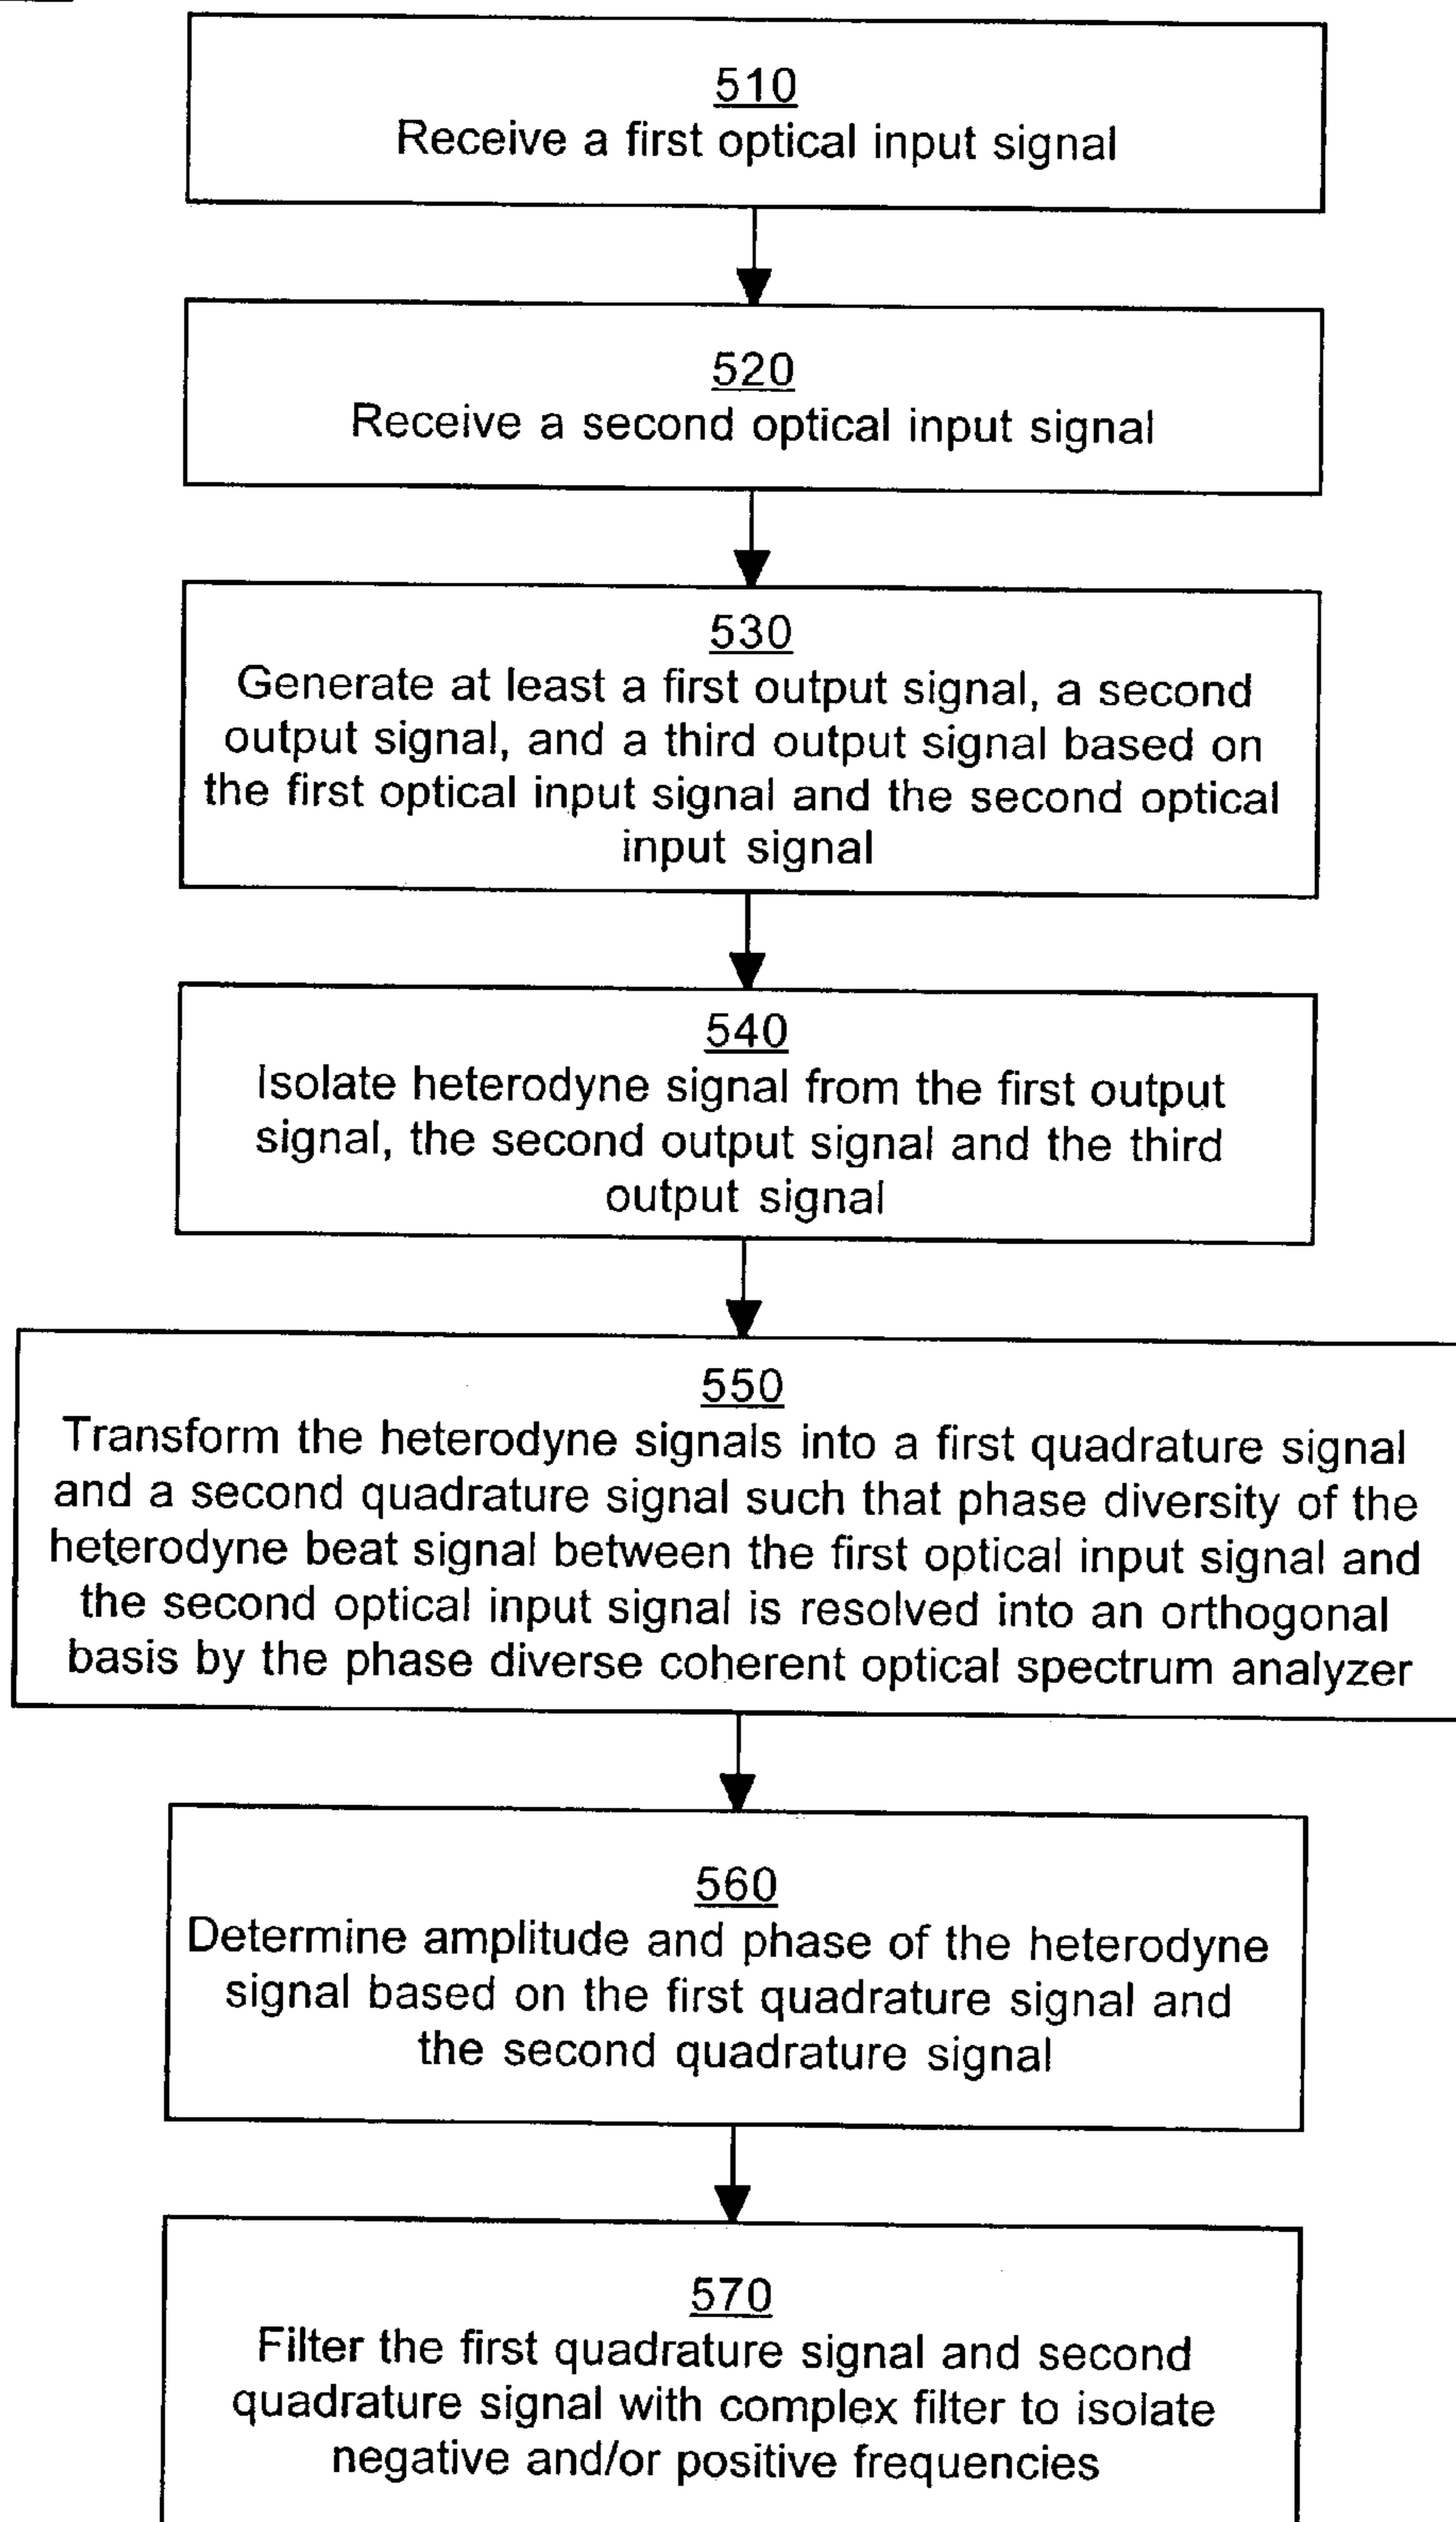 510
Receive a first optical input signal
520
Receive a second optical input signal
530
Generate at least a first output signal, a second
output signal, and a third output signal based on
the first optical input signal and the second optical
input signal
540
Isolate heterodyne signal from the first output
signal, the second output signal and the third
output signal
550
Transform the heterodyne signals into a first quadrature signal
and a second quadrature signal such that phase diversity of the
heterodyne beat signal between the first optical input signal and
the second optical input signal is resolved into an orthogonal
basis by the phase diverse coherent optical spectrum analyzer
560
Determine amplitude and phase of the heterodyne
signal based on the first quadrature signal and
the second quadrature signal
570
Filter the first quadrature signal and second
quadrature signal with complex filter to isolate
negative and/or positive frequencies